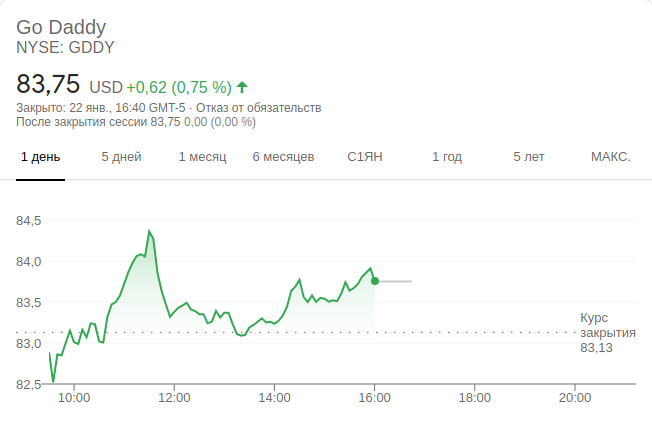 Go Daddy
NYSE: GDDY
83,75 USD +0,62 (0,75 %)
Закрыто: 22 янв., 16:40 GMT-5 · Отказ от обязательств
После закрытия сессии 83,75 0,00 (0,00 %)
1 день 5 дней 1 месяц 6 месяцев С1ЯН 1 год 5 лет МАКС.
84,5
84,0
83,5
83,0
82,5
Курс
закрытия
83,13
10:00 12:00 14:00 16:00 18:00 20:00